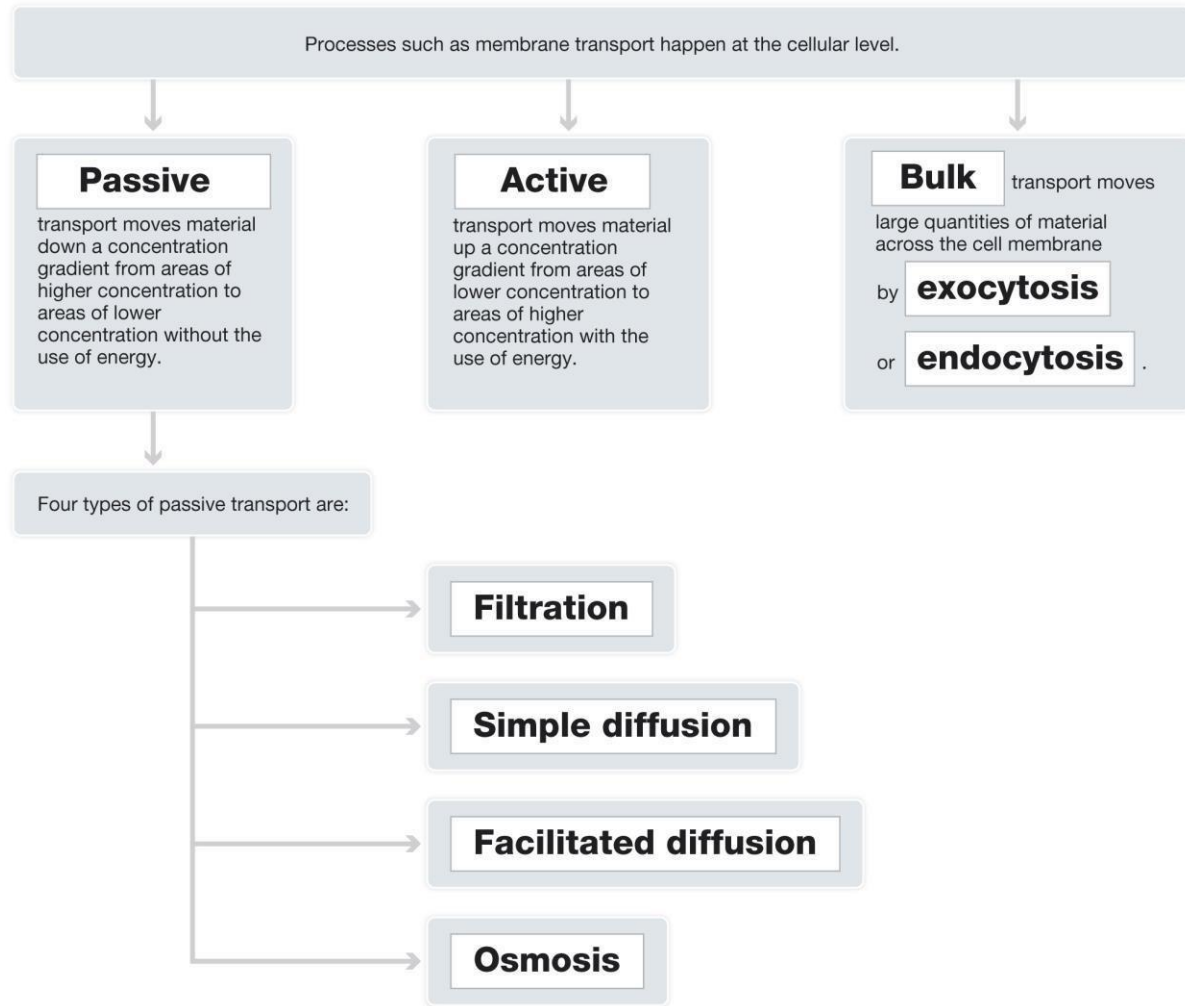 Processes such as membrane transport happen at the cellular level.
Passive
transport moves material
down a concentration
gradient from areas of
higher concentration to
areas of lower
concentration without the
use of energy.
Active
transport moves material
up a concentration
gradient from areas of
lower concentration to
areas of higher
concentration with the
use of energy.
Bulk transport moves
large quantities of material
across the cell membrane
by exocytosis
or endocytosis .
Four types of passive transport are:
Filtration
Simple diffusion
Facilitated diffusion
Osmosis